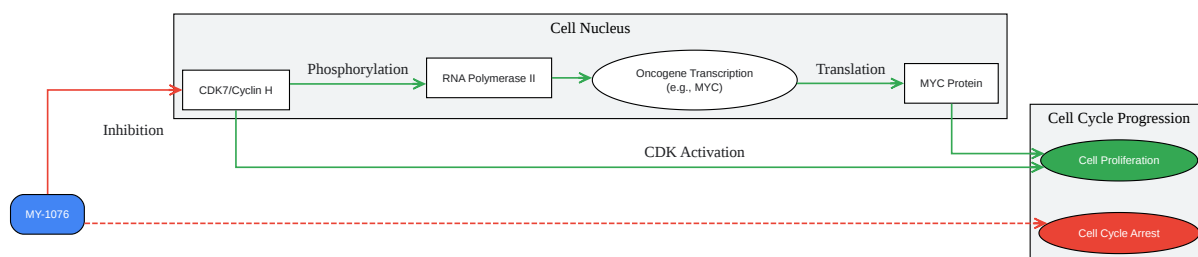 Cell Nucleus
CDK7/Cyclin H
Phosphorylation
RNA Polymerase II
Oncogene Transcription
(e.g., MYC)
Translation
MYC Protein
Inhibition
CDK Activation
Cell Cycle Progression
Cell Proliferation
MY-1076
Cell Cycle Arrest